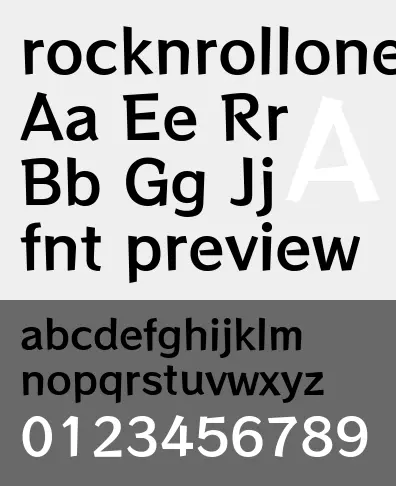 rocknrollone
Aa Ee Rr
A
Bb Gg Jj
fnt preview
abcdefghijklm
nopqrstuvwxyz
0123456789